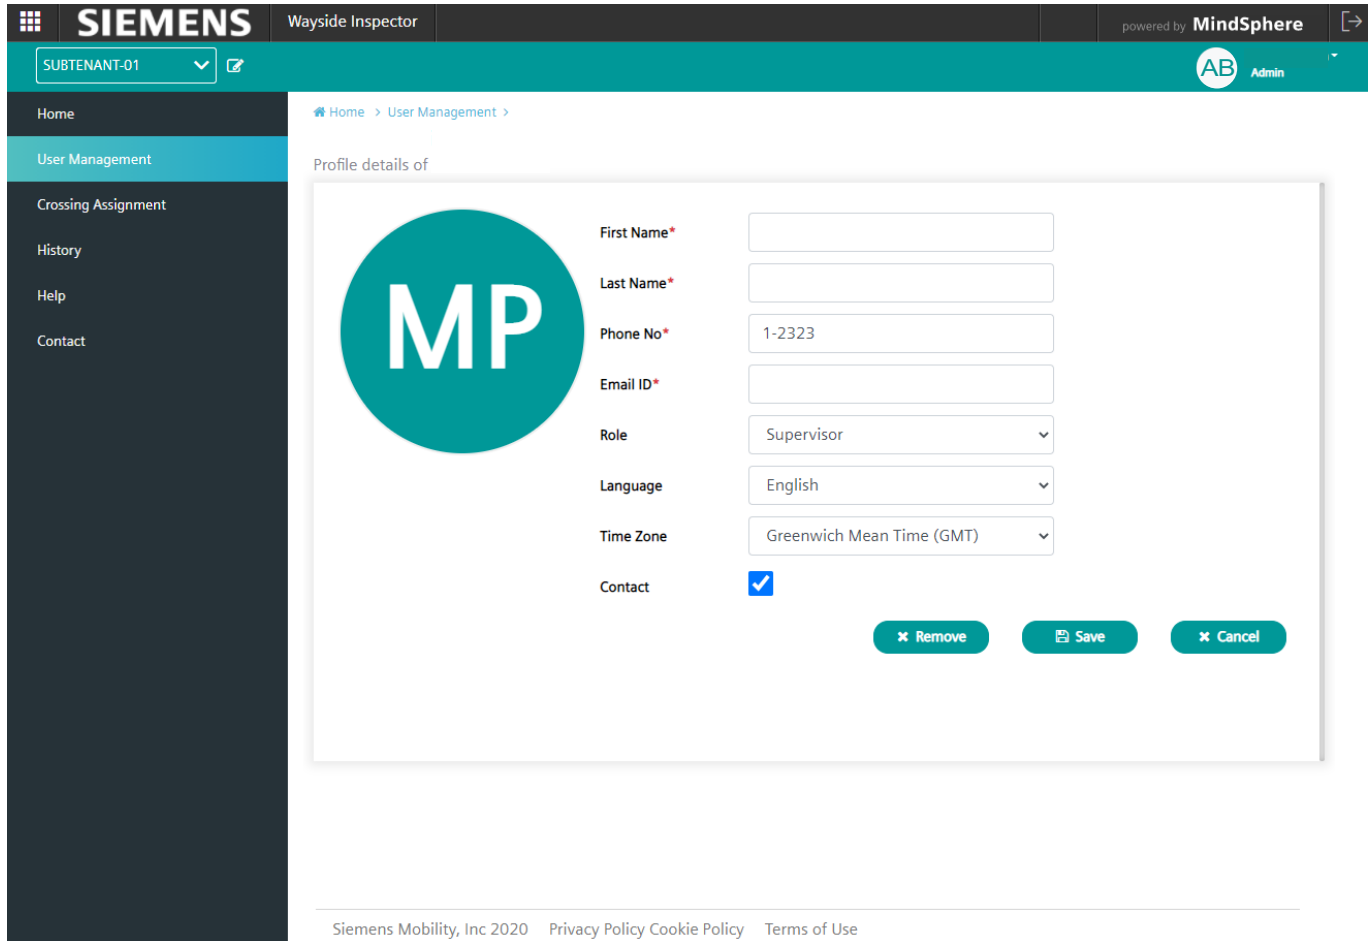 SIEMENS Wayside Inspector powered by MindSphere
SUBTENANT-01 AB Admin
Home
User Management
Crossing Assignment
History
Help
Contact
Home > User Management >
Profile details of
MP
First Name*
Last Name*
Phone No* 1-2323
Email ID*
Role Supervisor
Language English
Time Zone Greenwich Mean Time (GMT)
Contact
Remove Save Cancel
Siemens Mobility, Inc 2020 Privacy Policy Cookie Policy Terms of Use